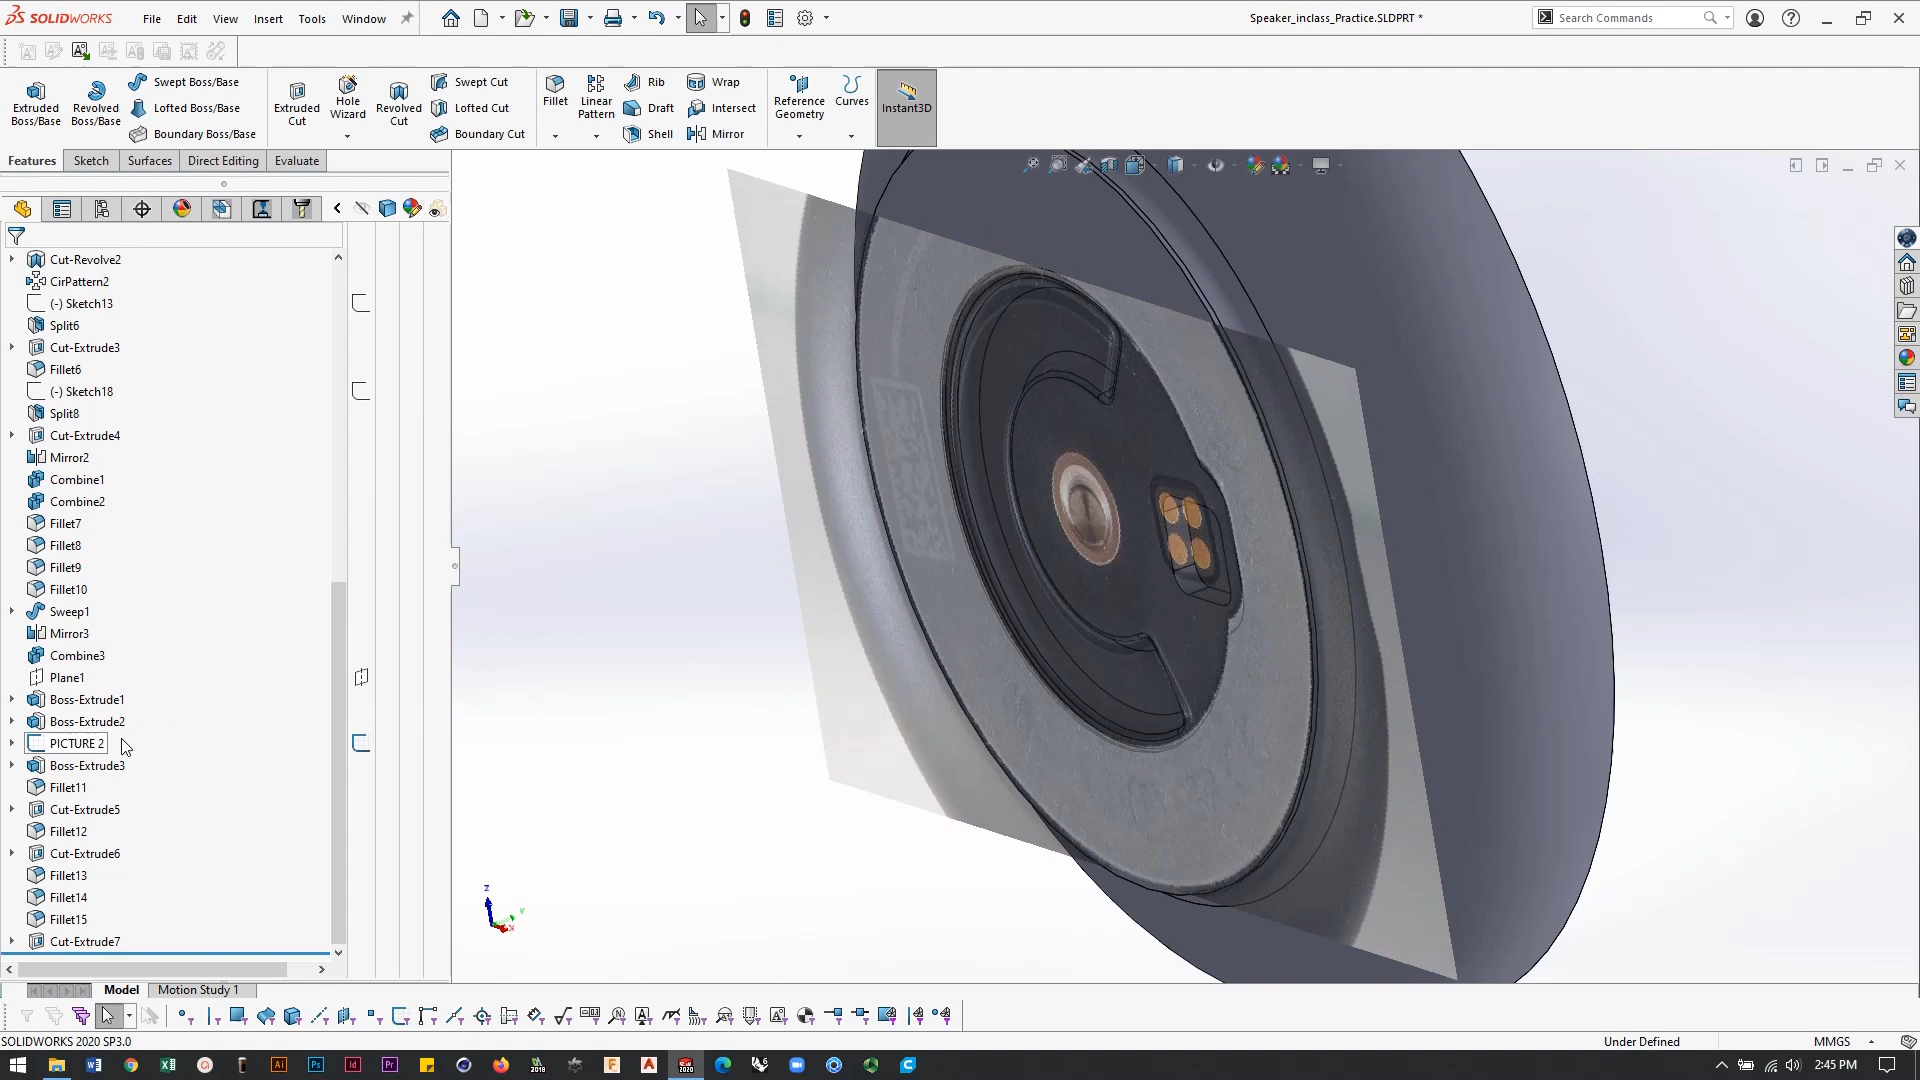 SOLIDWORKS
File Edit View Insert Tools Window
Speaker_inclass_Practice.SLDPRT *
Search Commands
Extruded Boss/Base
Revolved Boss/Base
Swept Boss/Base
Lofted Boss/Base
Boundary Boss/Base
Extruded Cut
Hole Wizard
Revolved Cut
Swept Cut
Lofted Cut
Boundary Cut
Fillet
Linear Pattern
Rib
Draft
Shell
Wrap
Intersect
Mirror
Reference Geometry
Curves
Instant3D
Features Sketch Surfaces Direct Editing Evaluate
Cut-Revolve2
CirPattern2
(-) Sketch13
Split6
Cut-Extrude3
Fillet6
(-) Sketch18
Split8
Cut-Extrude4
Mirror2
Combine1
Combine2
Fillet7
Fillet8
Fillet9
Fillet10
Sweep1
Mirror3
Combine3
Plane1
Boss-Extrude1
Boss-Extrude2
PICTURE 2
Boss-Extrude3
Fillet11
Cut-Extrude5
Fillet12
Cut-Extrude6
Fillet13
Fillet14
Fillet15
Cut-Extrude7
Model Motion Study 1
SOLIDWORKS 2020 SP3.0
Under Defined
MMGS
2:45 PM